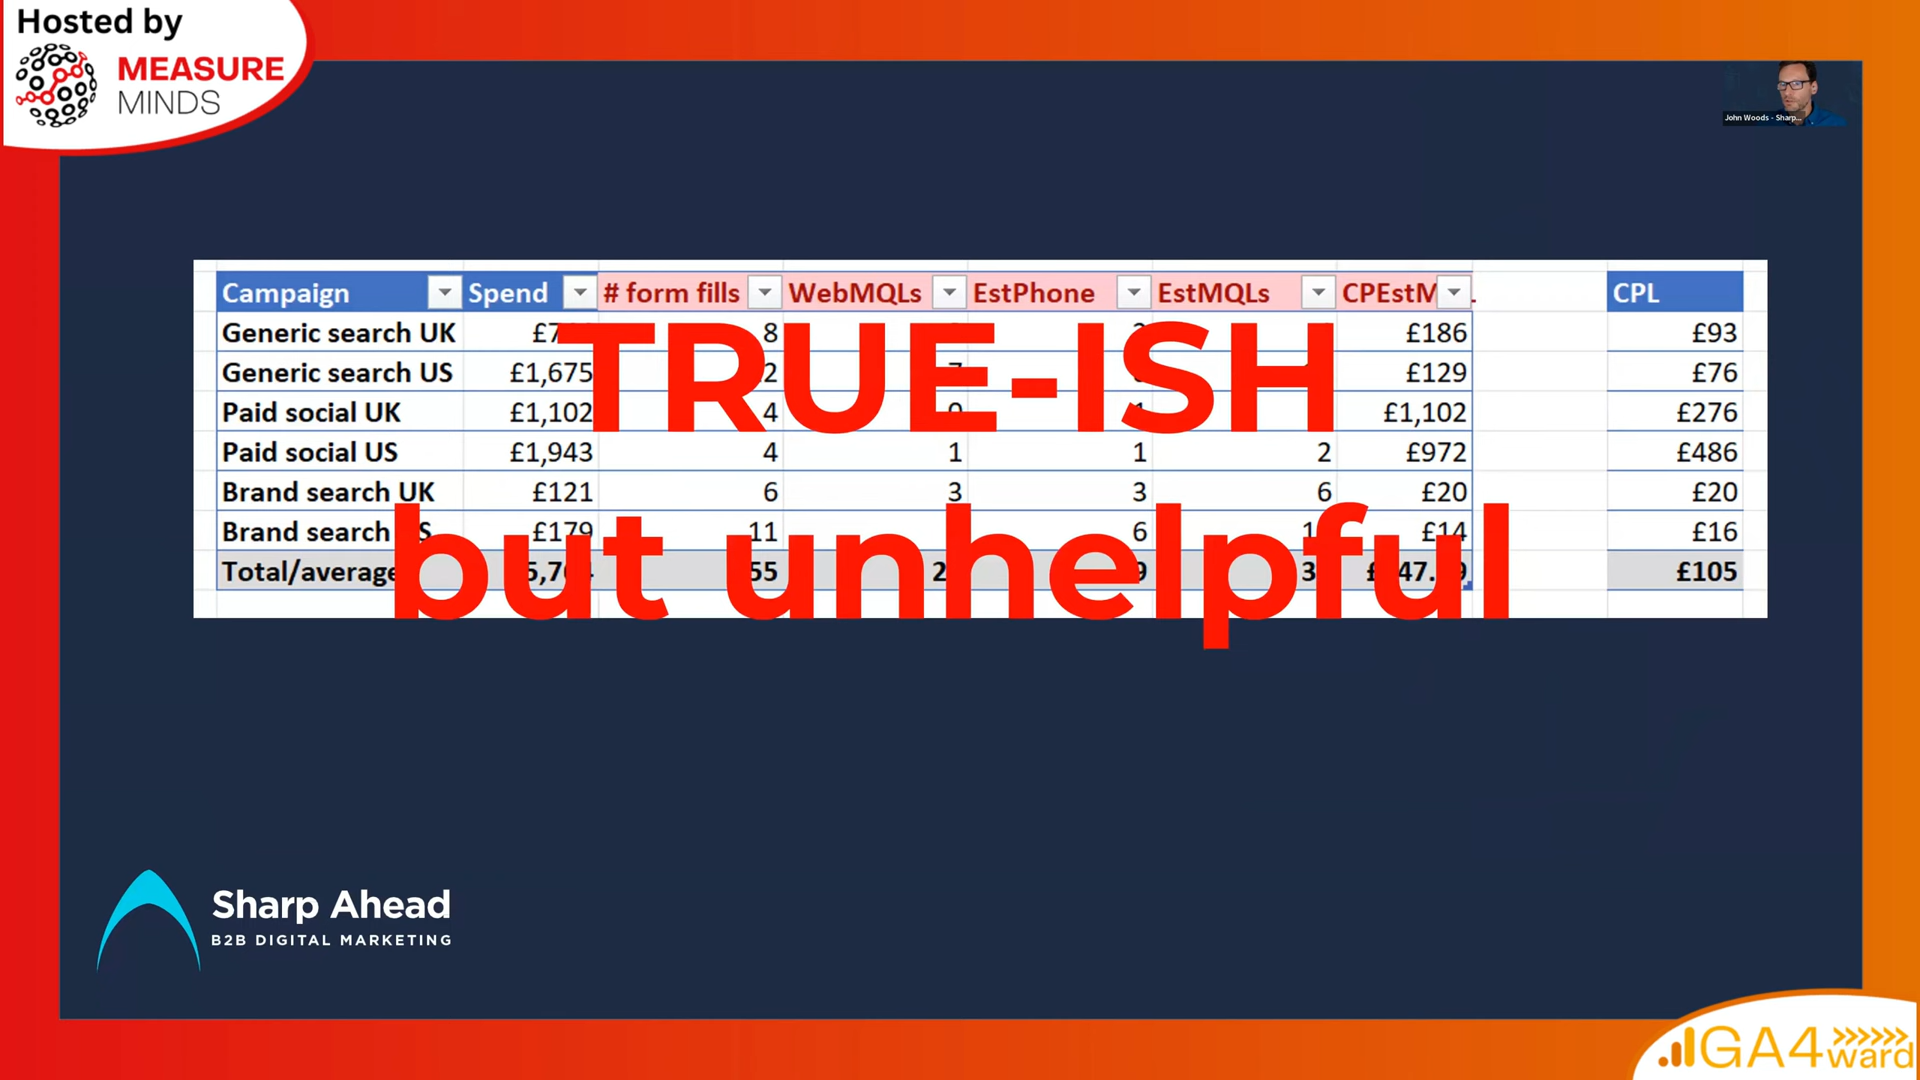 Hosted by
MEASURE
MINDS
John Woods - Sharp...
Campaign Spend # form fills WebMQLs EstPhone EstMQLs CPEstM CPL
Generic search UK 8 £186 £93
Generic search US £1,675 £129 £76
Paid social UK £1,102 4 £1,102 £276
Paid social US £1,943 4 1 1 2 £972 £486
Brand search UK £121 6 3 3 6 £20 £20
Brand search £179 11 6 £14 £16
Total/average 55 £105
TRUE-ISH
but unhelpful
Sharp Ahead
B2B DIGITAL MARKETING
GA4ward